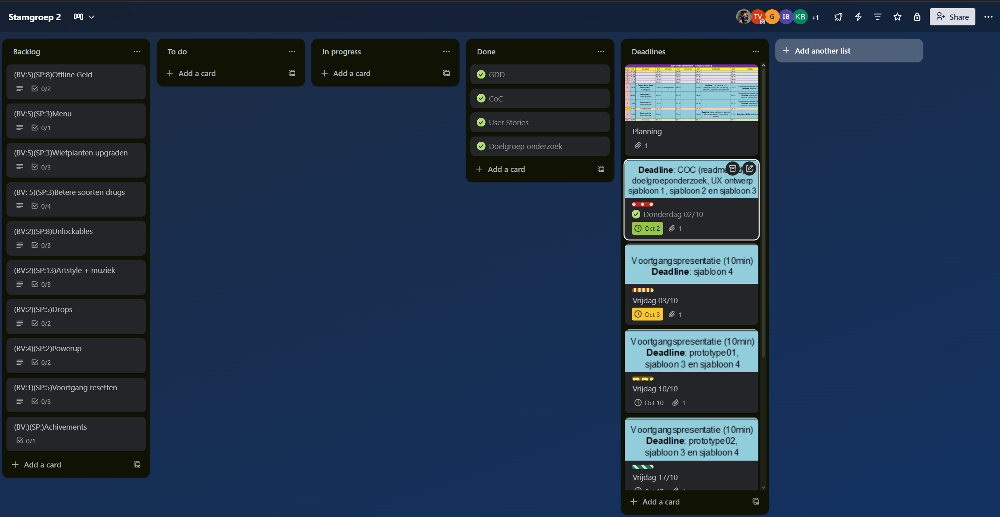 Stamgroep 2
TV
G
IB
KB
+1
Share
Backlog
(BV:5)(SP:8)Offline Geld
0/2
(BV:5)(SP:3)Menu
0/1
(BV:5)(SP:3)Wietplanten upgraden
0/3
(BV: 5)(SP:3)Betere soorten drugs
0/4
(BV:2)(SP:8)Unlockables
0/3
(BV:2)(SP:13)Artstyle + muziek
0/3
(BV:2)(SP:5)Drops
0/2
(BV:4)(SP:2)Powerup
0/2
(BV:1)(SP:5)Voortgang resetten
0/3
(BV:)(SP:)Achivements
0/1
Add a card
To do
Add a card
In progress
Add a card
Done
GDD
CoC
User Stories
Doelgroep onderzoek
Add a card
Deadlines
J2P1 PRO MicroGame - Periode planning
Planning
1
Deadline: COC
doelgroeponderzoek, UX ontwerp
sjabloon 1, sjabloon 2 en sjabloon 3
Donderdag 02/10
Oct 2
1
Voortgangspresentatie (10min)
Deadline: sjabloon 4
Vrijdag 03/10
Oct 3
1
Voortgangspresentatie (10min)
Deadline: prototype01,
sjabloon 3 en sjabloon 4
Vrijdag 10/10
Oct 10
1
Voortgangspresentatie (10min)
Deadline: prototype02,
sjabloon 3 en sjabloon 4
Vrijdag 17/10
Add a card
Add another list